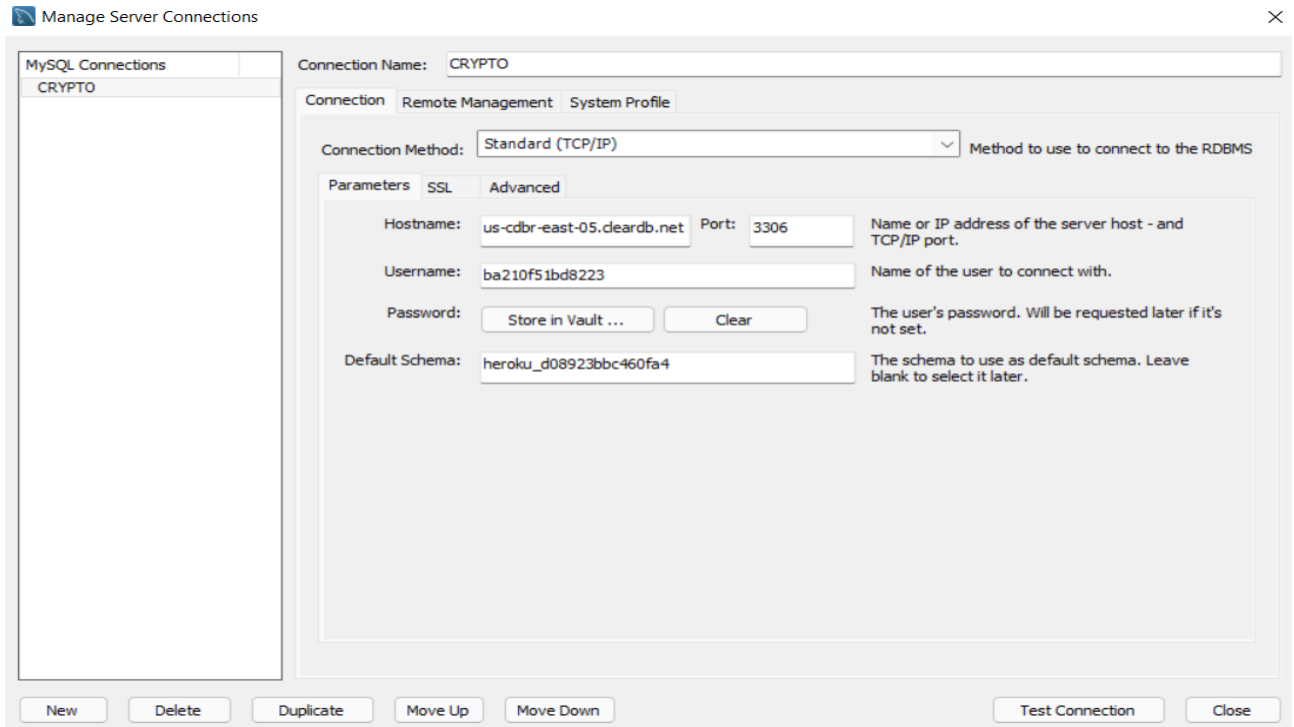 Manage Server Connections
MySQL Connections
CRYPTO
Connection Name: CRYPTO
Connection Remote Management System Profile
Connection Method: Standard (TCP/IP) Method to use to connect to the RDBMS
Parameters SSL Advanced
Hostname: us-cdbr-east-05.cleardb.net Port: 3306 Name or IP address of the server host - and
TCP/IP port.
Username: ba210f51bd8223 Name of the user to connect with.
Password: Store in Vault ... Clear The user's password. Will be requested later if it's
not set.
Default Schema: heroku_d08923bbc460fa4 The schema to use as default schema. Leave
blank to select it later.
New Delete Duplicate Move Up Move Down Test Connection Close